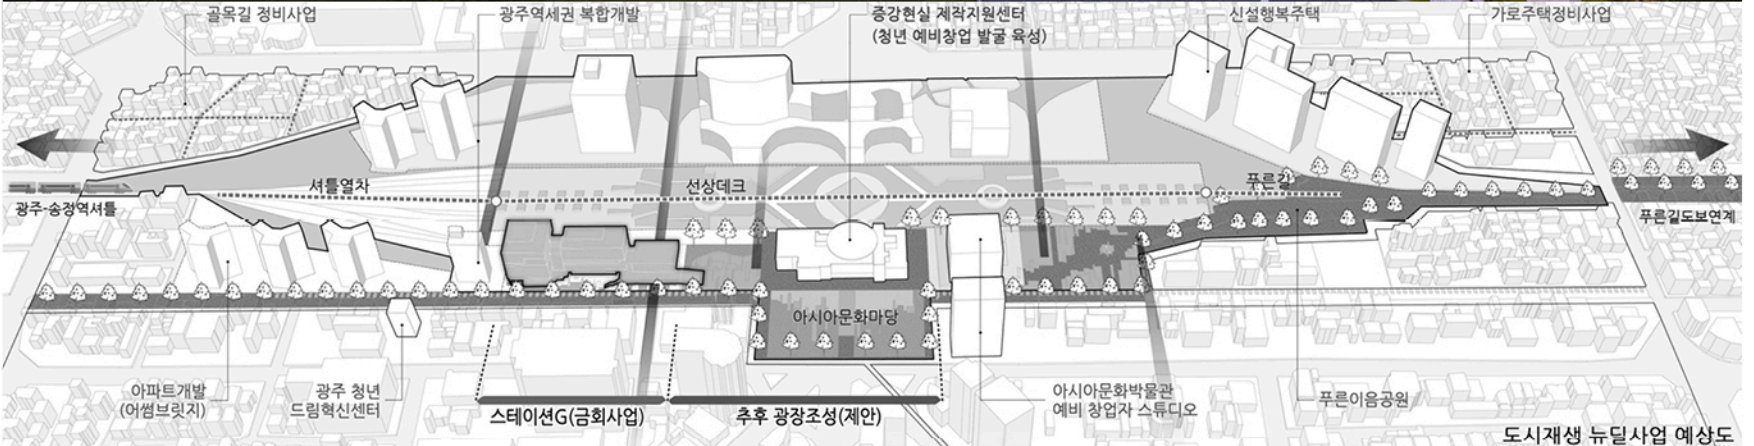 골목길 정비사업
광주역세권 복합개발
증강현실 제작지원센터
(청년 예비창업 발굴 육성)
신설행복주택
가로주택정비사업
셔틀열차
선상데크
푸른길
광주-송정역셔틀
푸른길도보연계
아시아문화마당
아파트개발
(어썸브릿지)
광주 청년
드림혁신센터
스테이션G(금회사업)
추후 광장조성(제안)
아시아문화박물관
예비 창업자 스튜디오
푸른이음공원
도시재생 뉴딜사업 예상도